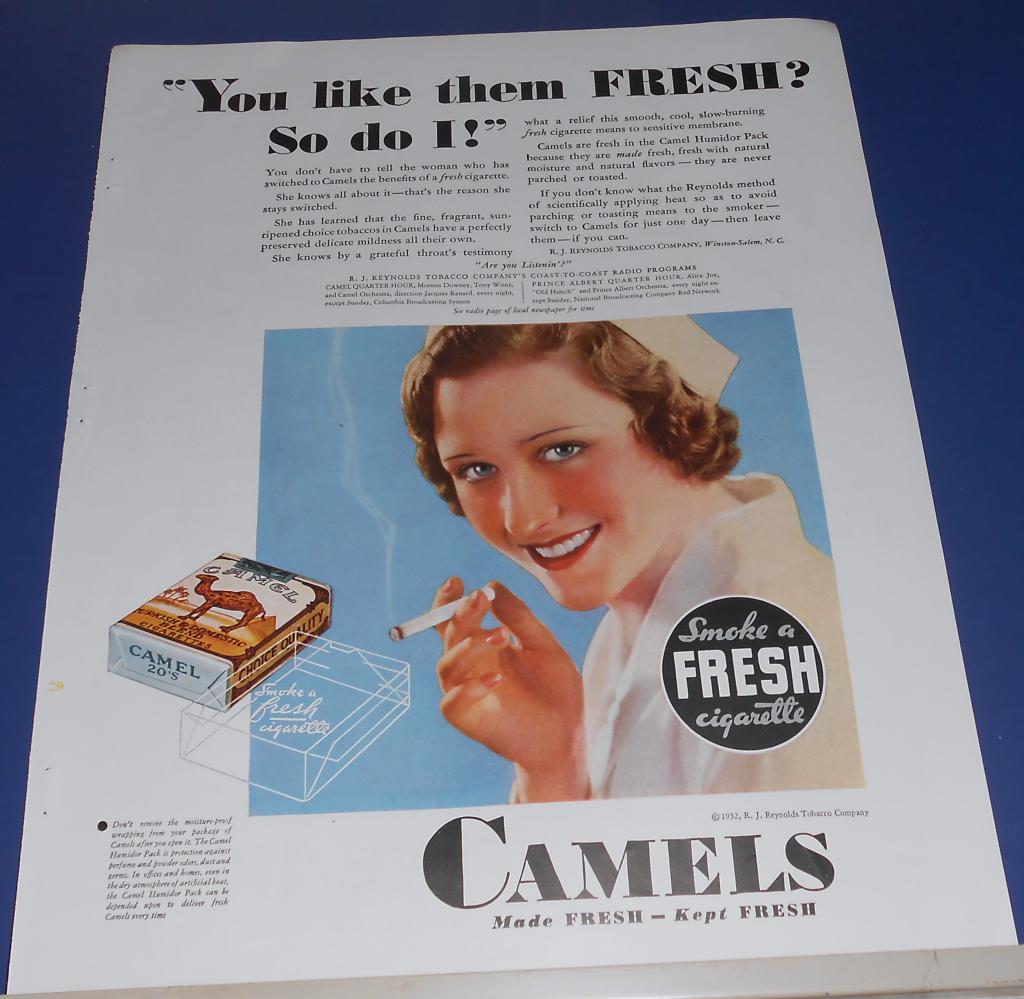 “You like them FRESH?
So do I!”
You don't have to tell the woman who has
switched to Camels the benefits of a fresh cigarette.
She knows all about it—that's the reason she
stays switched.
She has learned that the fine, fragrant, sun-
ripened choice tobaccos in Camels have a perfectly
preserved delicate mildness all their own.
She knows by a grateful throat's testimony
what a relief this smooth, cool, slow-burning
fresh cigarette means to sensitive membrane.
Camels are fresh in the Camel Humidor Pack
because they are made fresh, fresh with natural
moisture and natural flavors — they are never
parched or toasted.
If you don't know what the Reynolds method
of scientifically applying heat so as to avoid
parching or toasting means to the smoker—
switch to Camels for just one day — then leave
them — if you can.
R. J. REYNOLDS TOBACCO COMPANY, Winston-Salem, N. C.
"Are you Listenin'?"
R. J. REYNOLDS TOBACCO COMPANY'S COAST-TO-COAST RADIO PROGRAMS
CAMEL QUARTER HOUR, Morton Downey, Tony Wons,
and Camel Orchestra, direction Jacques Renard, every night,
except Sunday, Columbia Broadcasting System
PRINCE ALBERT QUARTER HOUR, Alice Joy,
"Old Hunch" and Prince Albert Orchestra, every night ex-
cept Sunday, National Broadcasting Company Red Network
See radio page of local newspaper for time
CAMEL
TURKISH & DOMESTIC
BLEND
CIGARETTES
CHOICE QUALITY
CAMEL
20'S
Smoke a
fresh
cigarette
Smoke a
FRESH
cigarette
29
Don't remove the moisture-proof
wrapping from your package of
Camels after you open it. The Camel
Humidor Pack is protection against
perfume and powder odors, dust and
germs. In offices and homes, even in
the dry atmosphere of artificial heat,
the Camel Humidor Pack can be
depended upon to deliver fresh
Camels every time
© 1932, R. J. Reynolds Tobacco Company
CAMELS
Made FRESH — Kept FRESH